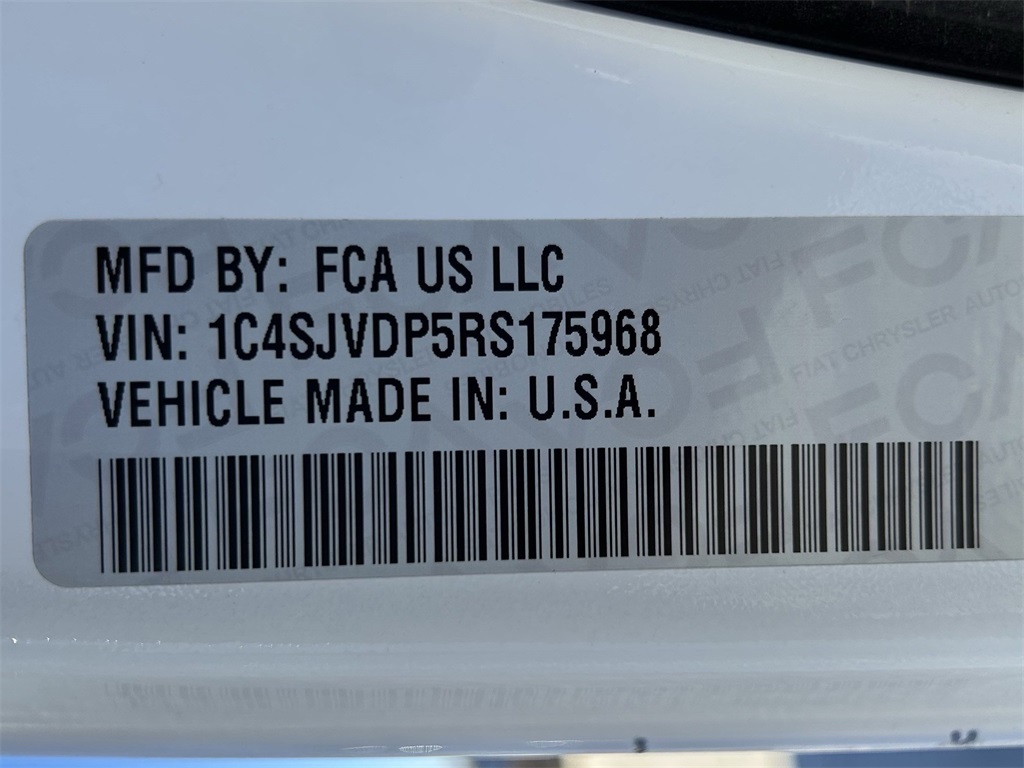 MFD BY: FCA US LLC
VIN: 1C4SJVDP5RS175968
VEHICLE MADE IN: U.S.A.